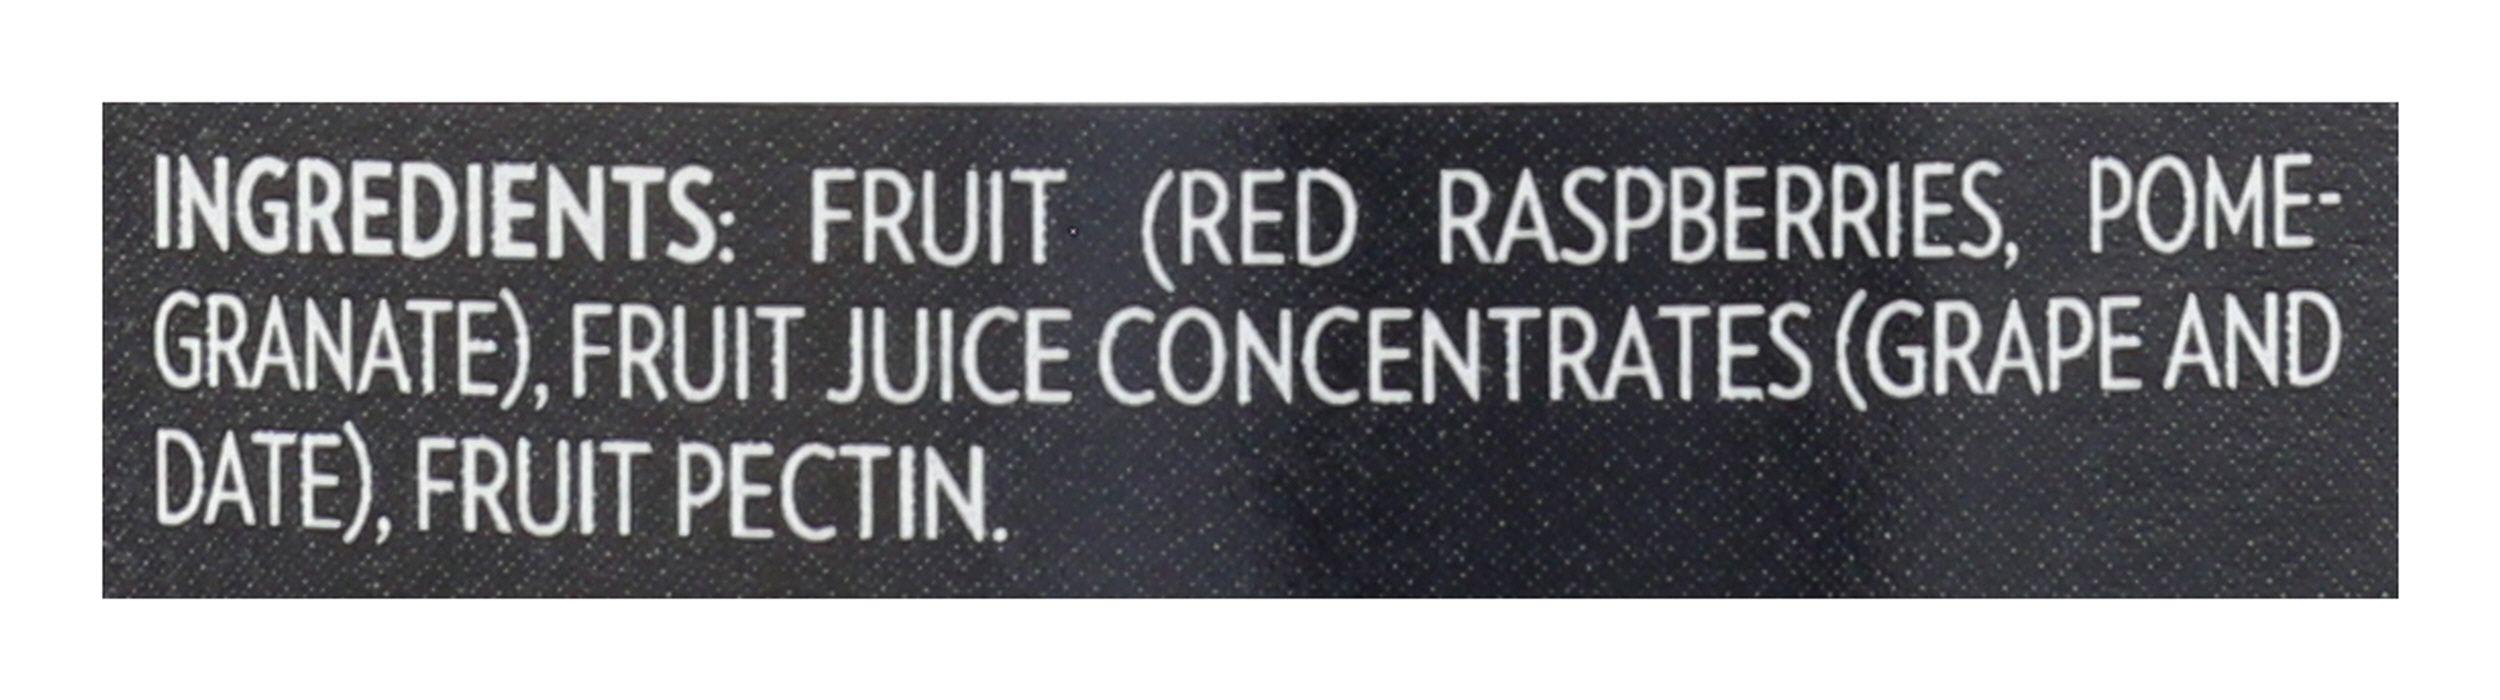 INGREDIENTS: FRUIT (RED RASPBERRIES, POME-
GRANATE), FRUIT JUICE CONCENTRATES (GRAPE AND
DATE), FRUIT PECTIN.